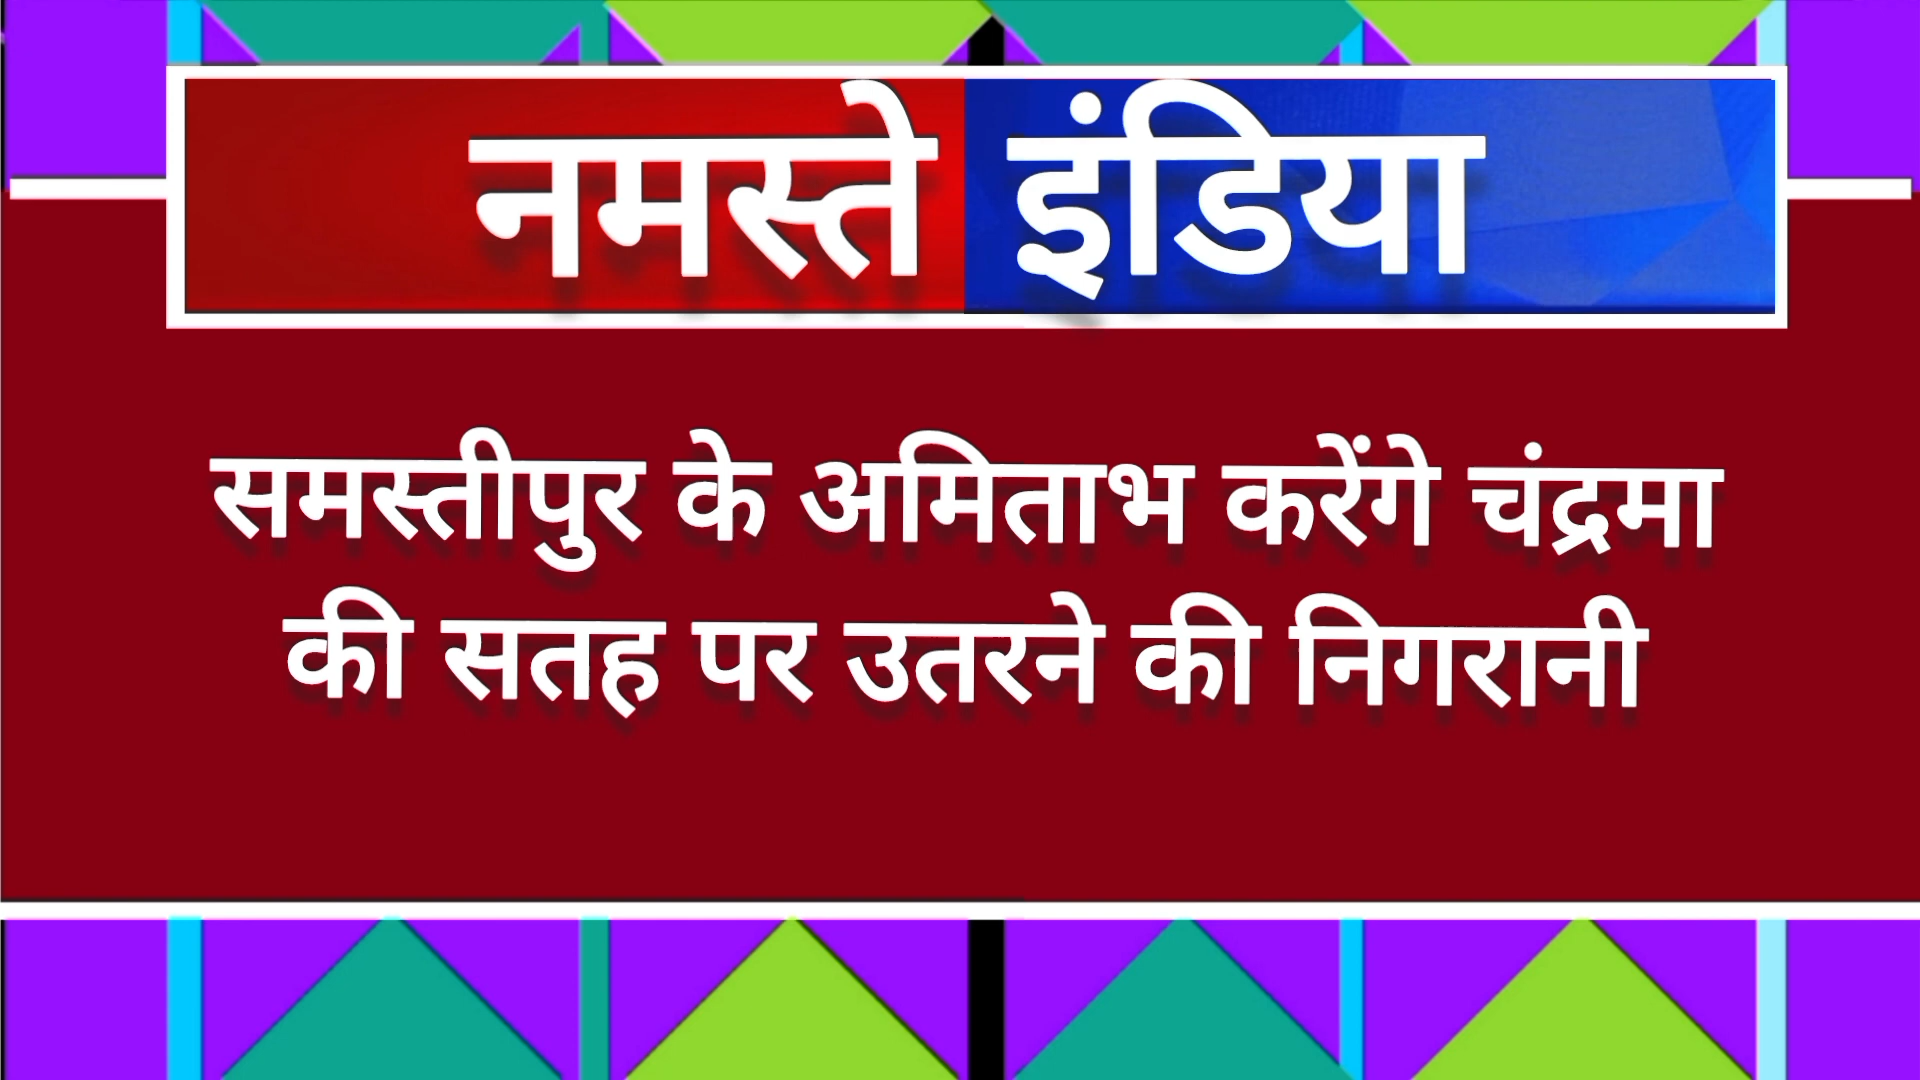 नमस्ते इंडिया
समस्तीपुर के अमिताभ करेंगे चंद्रमा
की सतह पर उतरने की निगरानी